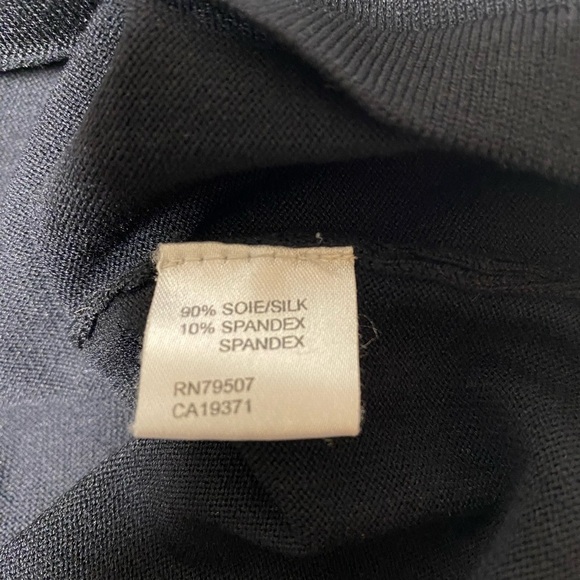 90% SOIE/SILK
10% SPANDEX
SPANDEX
RN79507
CA19371